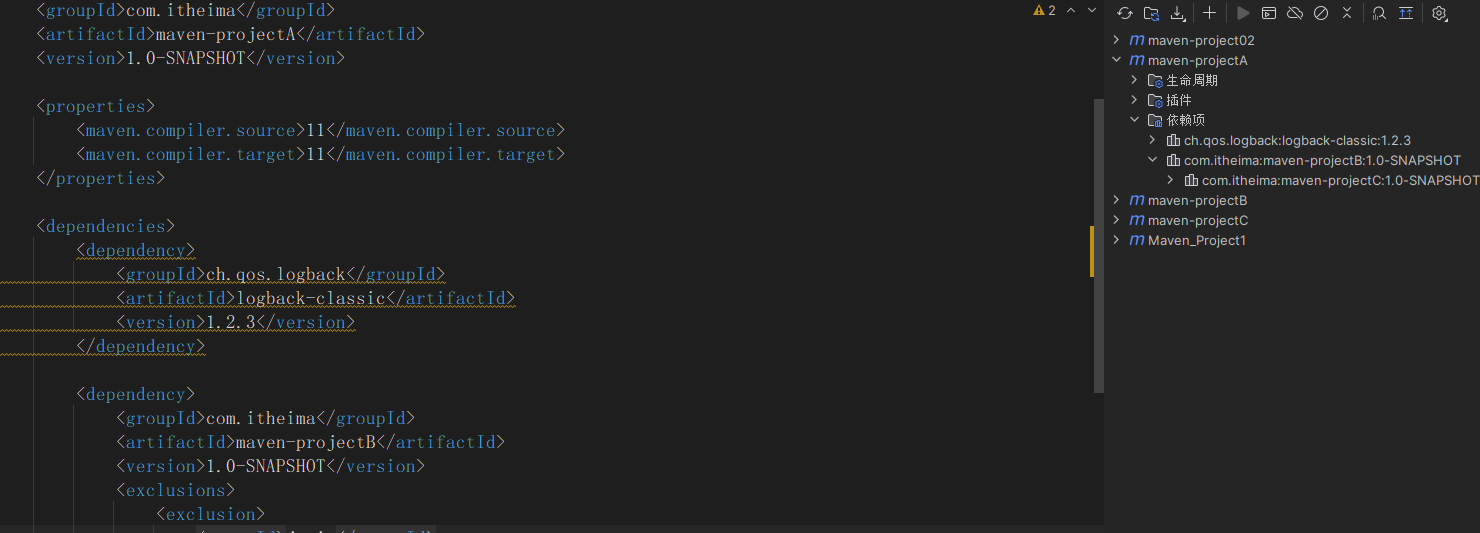 <groupId>com.itheima</groupId>
<artifactId>maven-projectA</artifactId>
<version>1.0-SNAPSHOT</version>
<properties>
<maven.compiler.source>11</maven.compiler.source>
<maven.compiler.target>11</maven.compiler.target>
</properties>
<dependencies>
<dependency>
<groupId>ch.qos.logback</groupId>
<artifactId>logback-classic</artifactId>
<version>1.2.3</version>
</dependency>
<dependency>
<groupId>com.itheima</groupId>
<artifactId>maven-projectB</artifactId>
<version>1.0-SNAPSHOT</version>
<exclusions>
<exclusion>
2
maven-project02
maven-projectA
生命周期
插件
依赖项
ch.qos.logback:logback-classic:1.2.3
com.itheima:maven-projectB:1.0-SNAPSHOT
com.itheima:maven-projectC:1.0-SNAPSHOT
maven-projectB
maven-projectC
Maven_Project1